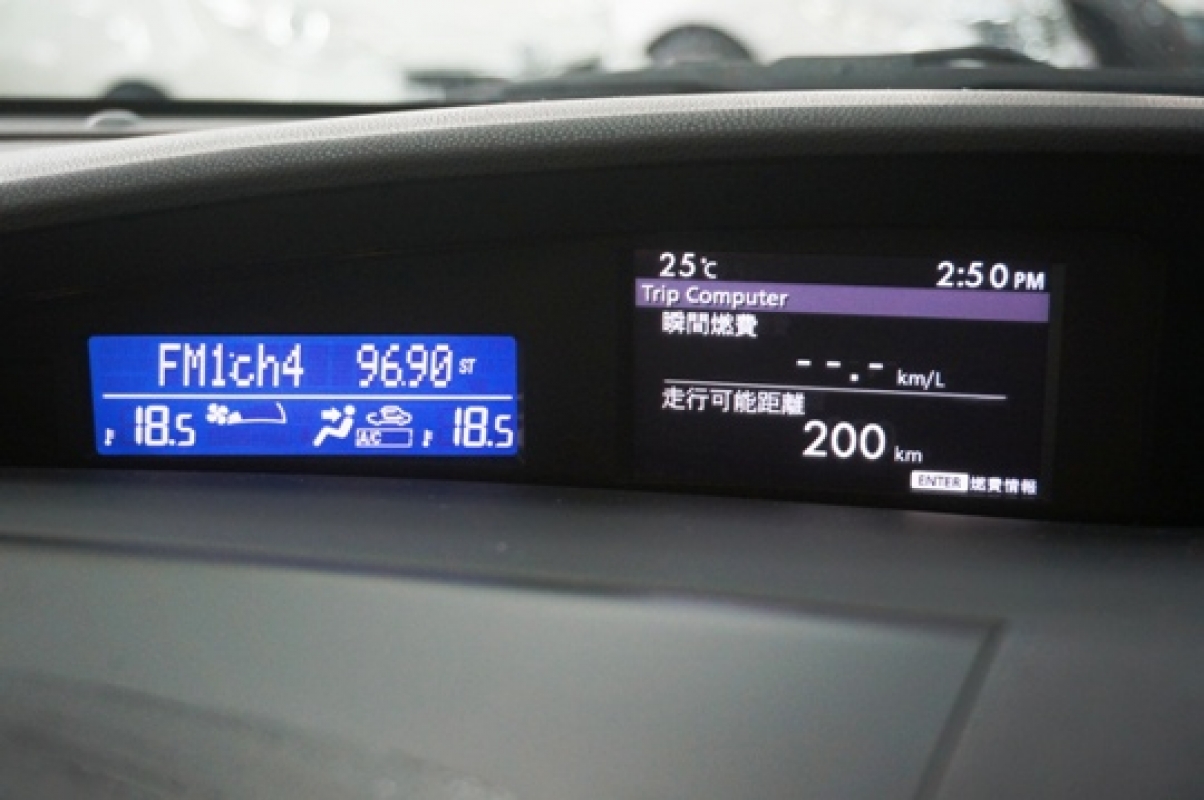 FM1ch4 96.90 ST
18.5 A/C 18.5
25℃ 2:50 PM
Trip Computer
瞬間燃費
--.- km/L
走行可能距離
200 km
ENTER 燃費情報